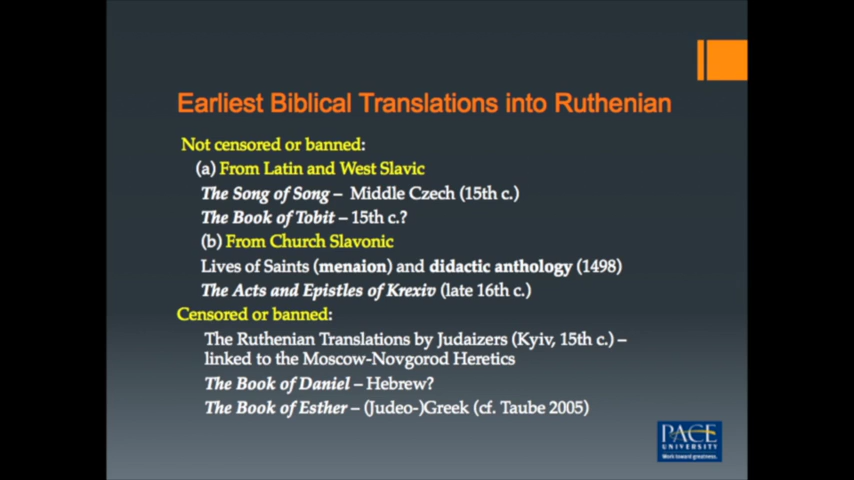 Earliest Biblical Translations into Ruthenian
Not censored or banned:
(a) From Latin and West Slavic
The Song of Song – Middle Czech (15th c.)
The Book of Tobit – 15th c.?
(b) From Church Slavonic
Lives of Saints (menaion) and didactic anthology (1498)
The Acts and Epistles of Krexiv (late 16th c.)
Censored or banned:
The Ruthenian Translations by Judaizers (Kyiv, 15th c.) –
linked to the Moscow-Novgorod Heretics
The Book of Daniel – Hebrew?
The Book of Esther – (Judeo-)Greek (cf. Taube 2005)
PACE
UNIVERSITY
Work toward greatness.